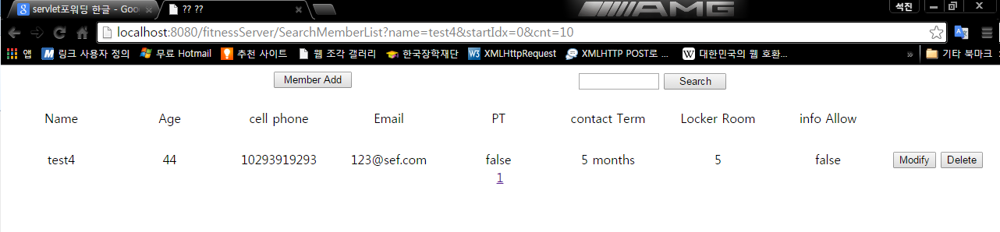 servlet포워딩 한글 - Goo
?? ??
AMG
석진
localhost:8080/fitnessServer/SearchMemberList?name=test4&startIdx=0&cnt=10
앱 링크 사용자 정의 무료 Hotmail 추천 사이트 웹 조각 갤러리 한국장학재단 XMLHttpRequest XMLHTTP POST로 ... 대한민국의 웹 호환... » 기타 북마크
Member Add Search
Name Age cell phone Email PT contact Term Locker Room info Allow
test4 44 10293919293 123@sef.com false 5 months 5 false Modify Delete
1